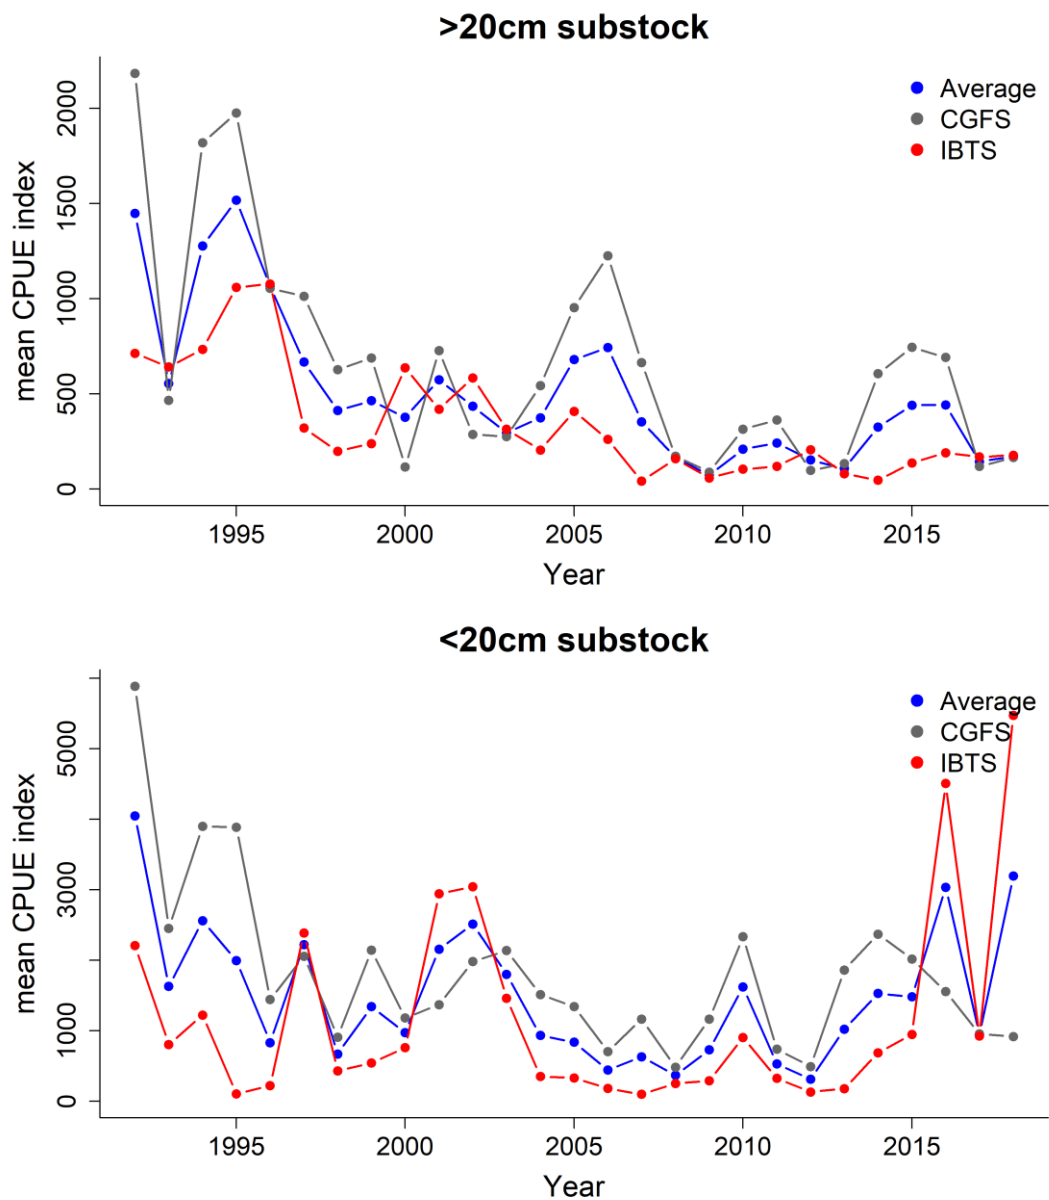 >20cm substock
mean CPUE index
2000
1500
1000
500
0
Average
CGFS
IBTS
1995 2000 2005 2010 2015
Year
<20cm substock
mean CPUE index
5000
3000
1000
0
Average
CGFS
IBTS
1995 2000 2005 2010 2015
Year